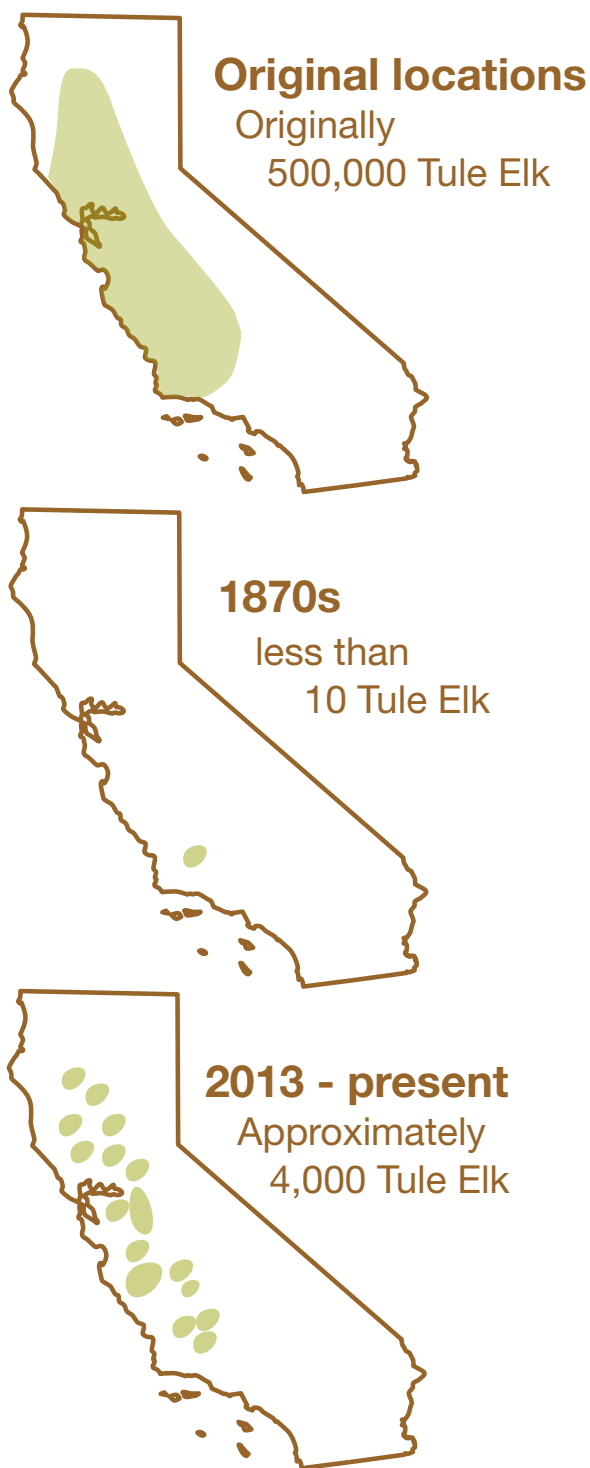 Original locations
Originally
500,000 Tule Elk
1870s
less than
10 Tule Elk
2013 - present
Approximately
4,000 Tule Elk